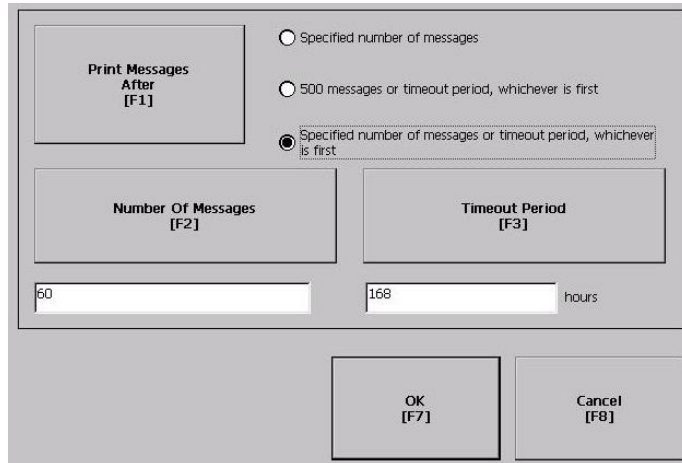 Print Messages
After
[F1]
Specified number of messages
500 messages or timeout period, whichever is first
Specified number of messages or timeout period, whichever
is first
Number Of Messages
[F2]
Timeout Period
[F3]
60
168
hours
OK
[F7]
Cancel
[F8]